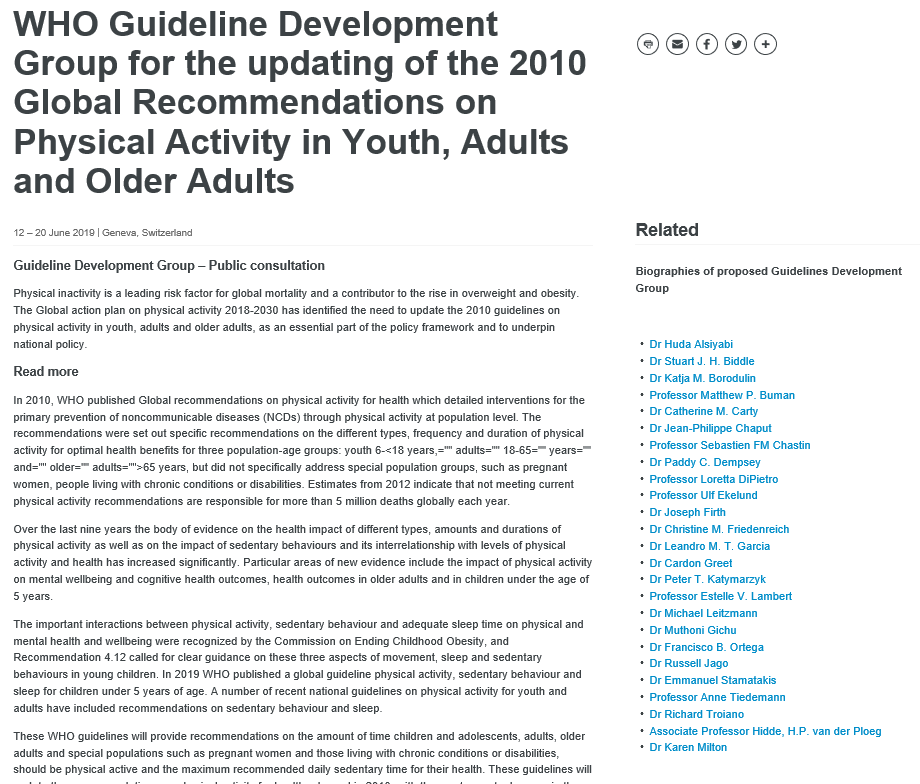 WHO Guideline Development
Group for the updating of the 2010
Global Recommendations on
Physical Activity in Youth, Adults
and Older Adults
12 – 20 June 2019 | Geneva, Switzerland
Guideline Development Group – Public consultation
Physical inactivity is a leading risk factor for global mortality and a contributor to the rise in overweight and obesity.
The Global action plan on physical activity 2018-2030 has identified the need to update the 2010 guidelines on
physical activity in youth, adults and older adults, as an essential part of the policy framework and to underpin
national policy.
Read more
In 2010, WHO published Global recommendations on physical activity for health which detailed interventions for the
primary prevention of noncommunicable diseases (NCDs) through physical activity at population level. The
recommendations were set out specific recommendations on the different types, frequency and duration of physical
activity for optimal health benefits for three population-age groups: youth 6-<18 years,="" adults="" 18-65="" years=""
and="" older="" adults="">65 years, but did not specifically address special population groups, such as pregnant
women, people living with chronic conditions or disabilities. Estimates from 2012 indicate that not meeting current
physical activity recommendations are responsible for more than 5 million deaths globally each year.
Over the last nine years the body of evidence on the health impact of different types, amounts and durations of
physical activity as well as on the impact of sedentary behaviours and its interrelationship with levels of physical
activity and health has increased significantly. Particular areas of new evidence include the impact of physical activity
on mental wellbeing and cognitive health outcomes, health outcomes in older adults and in children under the age of
5 years.
The important interactions between physical activity, sedentary behaviour and adequate sleep time on physical and
mental health and wellbeing were recognized by the Commission on Ending Childhood Obesity, and
Recommendation 4.12 called for clear guidance on these three aspects of movement, sleep and sedentary
behaviours in young children. In 2019 WHO published a global guideline physical activity, sedentary behaviour and
sleep for children under 5 years of age. A number of recent national guidelines on physical activity for youth and
adults have included recommendations on sedentary behaviour and sleep.
These WHO guidelines will provide recommendations on the amount of time children and adolescents, adults, older
adults and special populations such as pregnant women and those living with chronic conditions or disabilities,
should be physical active and the maximum recommended daily sedentary time for their health. These guidelines will
Related
Biographies of proposed Guidelines Development
Group
• Dr Huda Alsiyabi
• Dr Stuart J. H. Biddle
• Dr Katja M. Borodulin
• Professor Matthew P. Buman
• Dr Catherine M. Carty
• Dr Jean-Philippe Chaput
• Professor Sebastien FM Chastin
• Dr Paddy C. Dempsey
• Professor Loretta DiPietro
• Professor Ulf Ekelund
• Dr Joseph Firth
• Dr Christine M. Friedenreich
• Dr Leandro M. T. Garcia
• Dr Cardon Greet
• Dr Peter T. Katymarzyk
• Professor Estelle V. Lambert
• Dr Michael Leitzmann
• Dr Muthoni Gichu
• Dr Francisco B. Ortega
• Dr Russell Jago
• Dr Emmanuel Stamatakis
• Professor Anne Tiedemann
• Dr Richard Troiano
• Associate Professor Hidde, H.P. van der Ploeg
• Dr Karen Milton